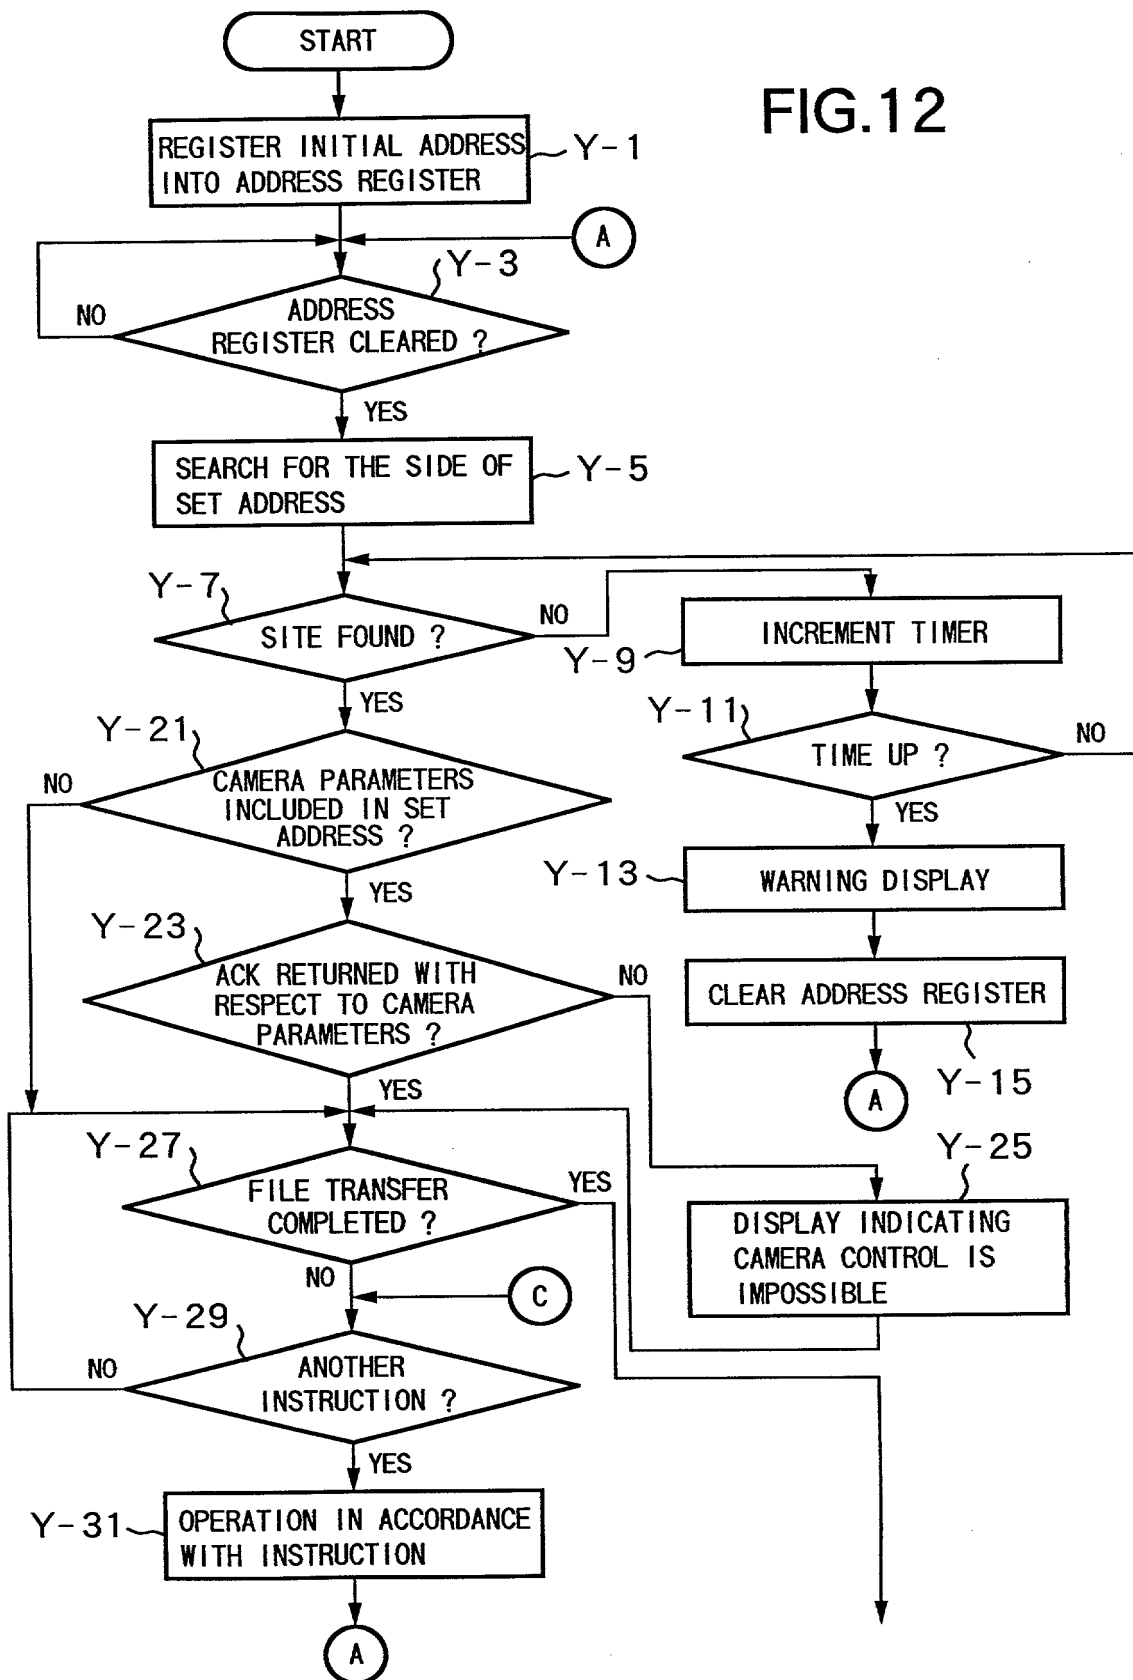 START
FIG.12
REGISTER INITIAL ADDRESS
INTO ADDRESS REGISTER
Y-1
A
Y-3
NO
ADDRESS
REGISTER CLEARED ?
YES
SEARCH FOR THE SIDE OF
SET ADDRESS
Y-5
Y-7
SITE FOUND ?
NO
INCREMENT TIMER
Y-9
YES
Y-11
TIME UP ?
NO
YES
Y-21
NO
CAMERA PARAMETERS
INCLUDED IN SET
ADDRESS ?
YES
Y-13
WARNING DISPLAY
Y-23
ACK RETURNED WITH
RESPECT TO CAMERA
PARAMETERS ?
NO
YES
CLEAR ADDRESS REGISTER
Y-15
A
Y-27
FILE TRANSFER
COMPLETED ?
YES
NO
Y-25
DISPLAY INDICATING
CAMERA CONTROL IS
IMPOSSIBLE
C
Y-29
NO
ANOTHER
INSTRUCTION ?
YES
Y-31
OPERATION IN ACCORDANCE
WITH INSTRUCTION
A